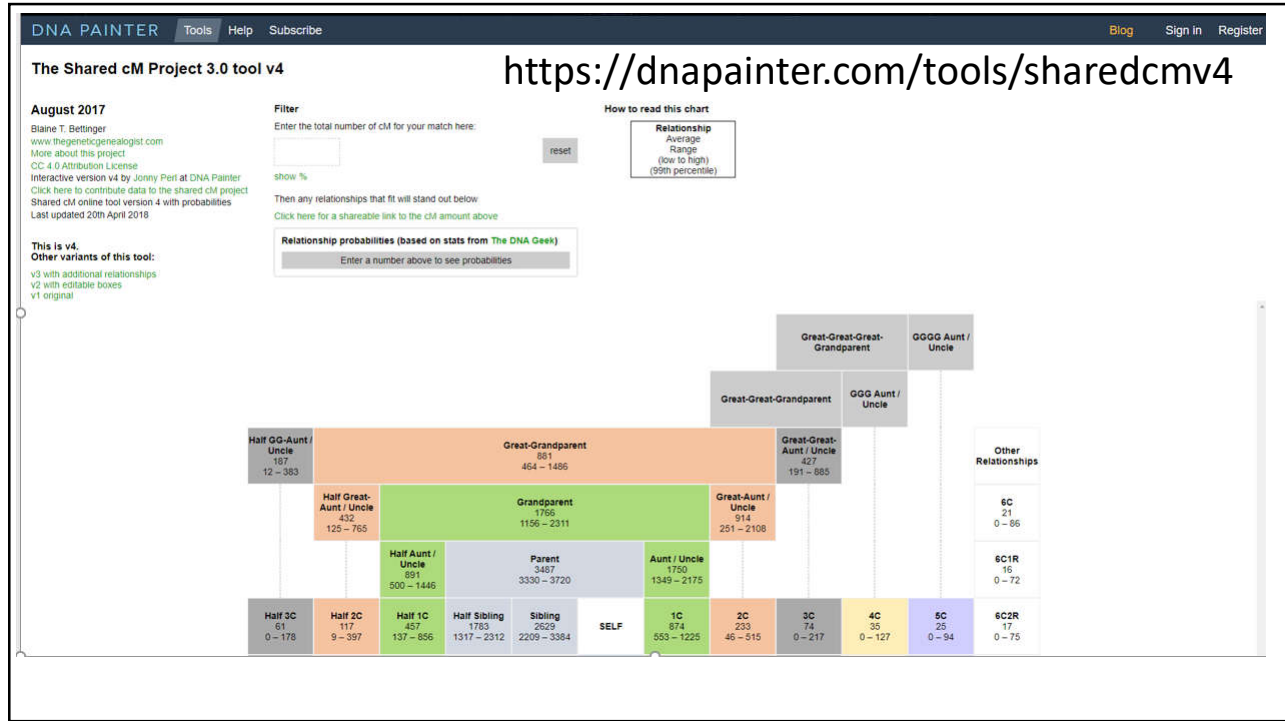 DNA PAINTER Tools Help Subscribe Blog Sign in Register
The Shared cM Project 3.0 tool v4
https://dnapainter.com/tools/sharedcmv4
August 2017
Blaine T. Bettinger
www.thegeneticgenealogist.com
More about this project
CC 4.0 Attribution License
Interactive version v4 by Jonny Perl at DNA Painter
Click here to contribute data to the shared cM project
Shared cM online tool version 4 with probabilities
Last updated 20th April 2018
This is v4.
Other variants of this tool:
v3 with additional relationships
v2 with editable boxes
v1 original
Filter
Enter the total number of cM for your match here:
reset
show %
Then any relationships that fit will stand out below
Click here for a shareable link to the cM amount above
Relationship probabilities (based on stats from The DNA Geek)
Enter a number above to see probabilities
How to read this chart
Relationship
Average
Range
(low to high)
(99th percentile)
Great-Great-Great-
Grandparent
GGGG Aunt /
Uncle
Great-Great-Grandparent
GGG Aunt /
Uncle
Half GG-Aunt /
Uncle
187
12 – 383
Great-Grandparent
881
464 – 1486
Great-Great-
Aunt / Uncle
427
191 – 885
Other
Relationships
Half Great-
Aunt / Uncle
432
125 – 765
Grandparent
1766
1156 – 2311
Great-Aunt /
Uncle
914
251 – 2108
6C
21
0 – 86
Half Aunt /
Uncle
891
500 – 1446
Parent
3487
3330 – 3720
Aunt / Uncle
1750
1349 – 2175
6C1R
16
0 – 72
Half 3C
61
0 – 178
Half 2C
117
9 – 397
Half 1C
457
137 – 856
Half Sibling
1783
1317 – 2312
Sibling
2629
2209 – 3384
SELF
1C
874
553 – 1225
2C
233
46 – 515
3C
74
0 – 217
4C
35
0 – 127
5C
25
0 – 94
6C2R
17
0 – 75